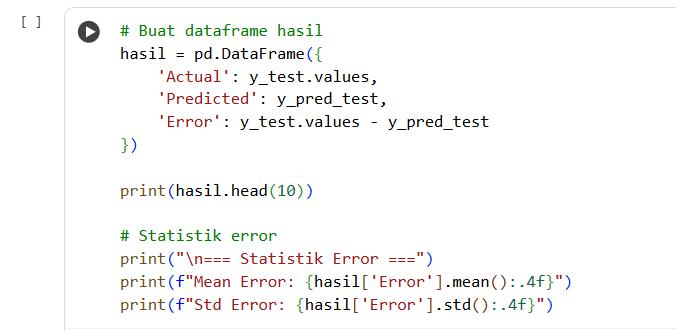 [ ]
# Buat dataframe hasil
hasil = pd.DataFrame({
    'Actual': y_test.values,
    'Predicted': y_pred_test,
    'Error': y_test.values - y_pred_test
})

print(hasil.head(10))

# Statistik error
print("\n=== Statistik Error ===")
print(f"Mean Error: {hasil['Error'].mean():.4f}")
print(f"Std Error: {hasil['Error'].std():.4f}")